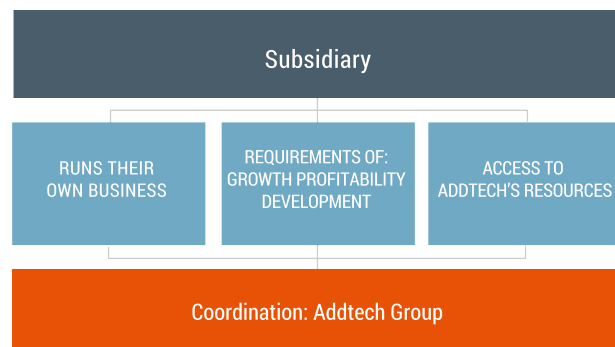 Subsidiary
RUNS THEIR
OWN BUSINESS
REQUIREMENTS OF:
GROWTH PROFITABILITY
DEVELOPMENT
ACCESS TO
ADDTECH'S RESOURCES
Coordination: Addtech Group